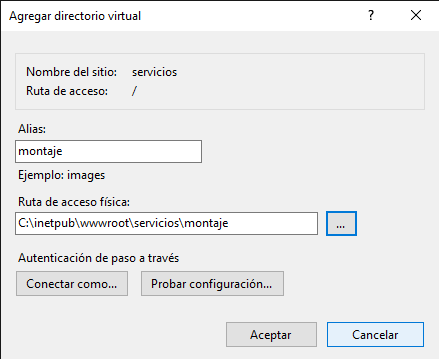 Agregar directorio virtual
?
Nombre del sitio: servicios
Ruta de acceso: /
Alias:
montaje
Ejemplo: images
Ruta de acceso física:
C:\inetpub\wwwroot\servicios\montaje
...
Autenticación de paso a través
Conectar como...
Probar configuración...
Aceptar
Cancelar